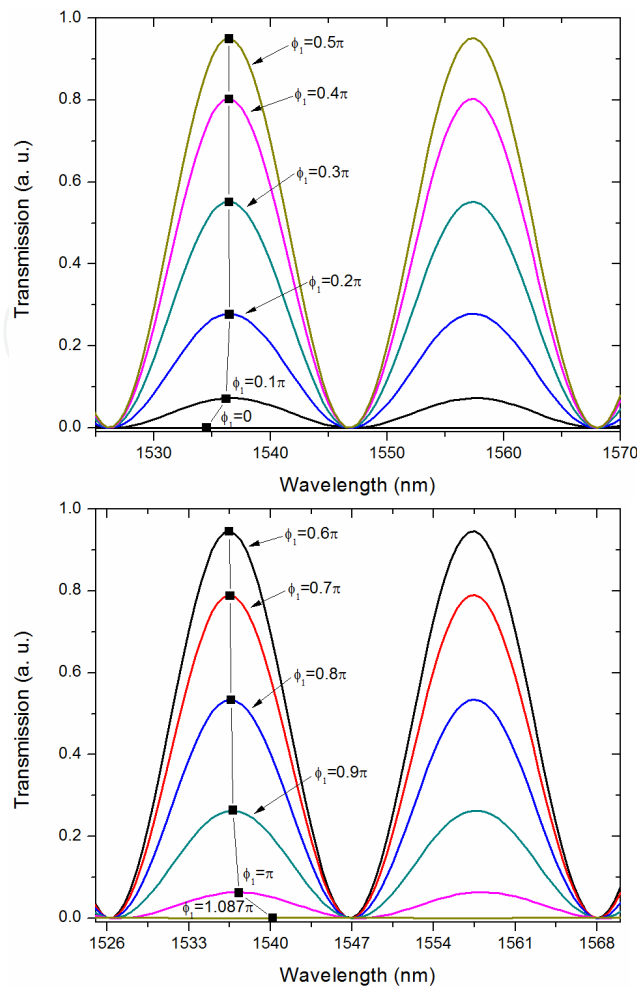 1.0
ϕ₁=0.5π
0.8
ϕ₁=0.4π
0.6
ϕ₁=0.3π
0.4
ϕ₁=0.2π
0.2
ϕ₁=0.1π
ϕ₁=0
0.0
Transmission (a. u.)
1530 1540 1550 1560 1570
Wavelength (nm)
1.0
ϕ₁=0.6π
0.8
ϕ₁=0.7π
0.6
ϕ₁=0.8π
0.4
ϕ₁=0.9π
0.2
ϕ₁=π
ϕ₁=1.087π
0.0
Transmission (a. u.)
1526 1533 1540 1547 1554 1561 1568
Wavelength (nm)